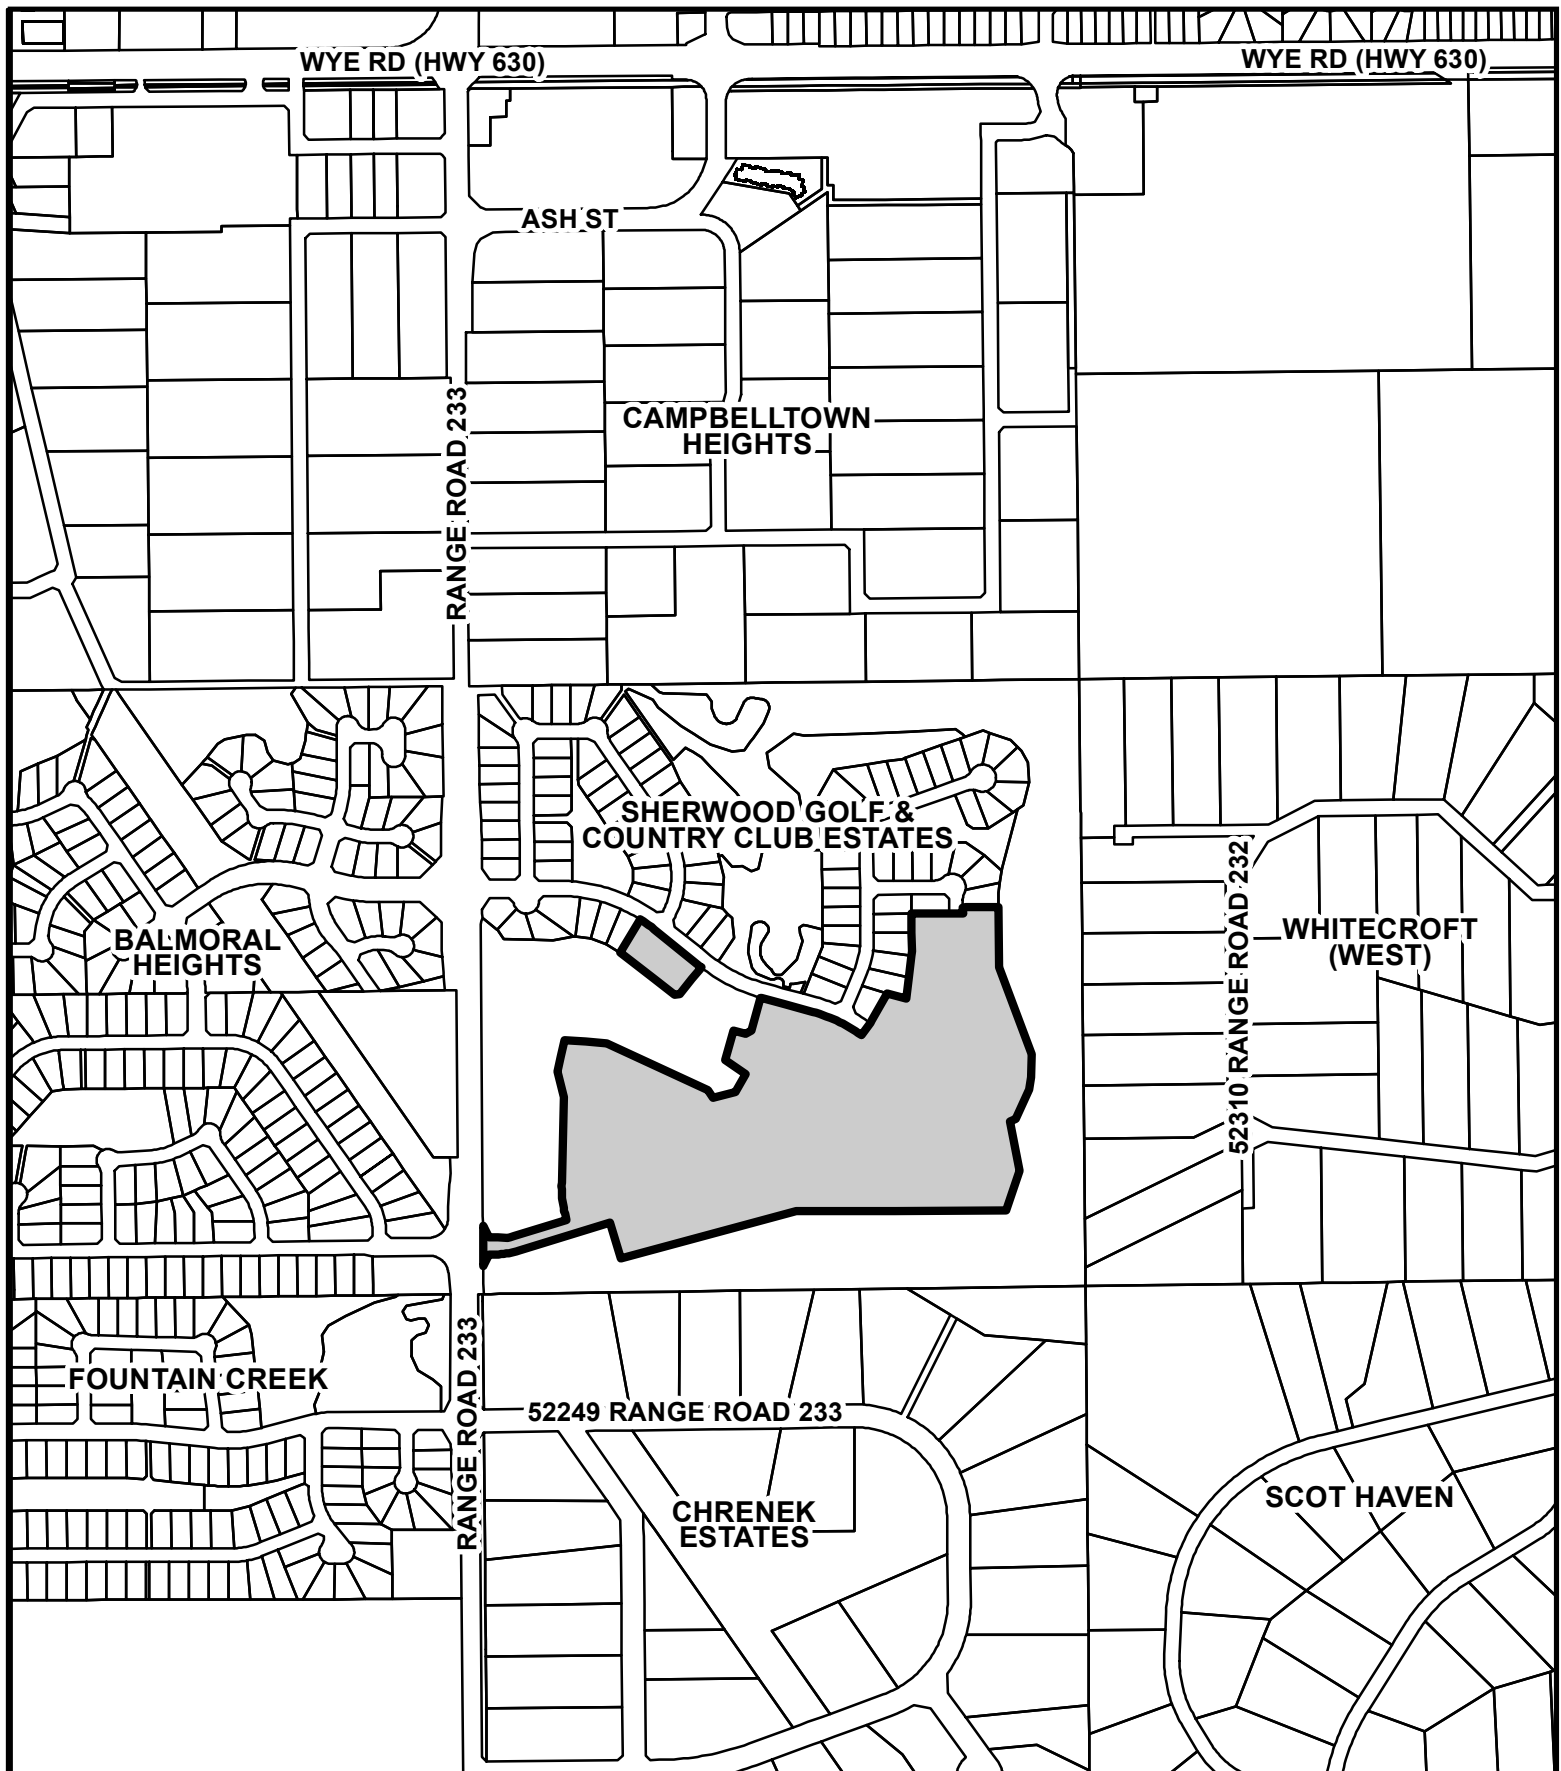 WYE RD (HWY 630)
WYE RD (HWY 630)
ASH ST
RANGE ROAD 233
CAMPBELLTOWN
HEIGHTS
SHERWOOD GOLF &
COUNTRY CLUB ESTATES
BALMORAL
HEIGHTS
52310 RANGE ROAD 232
WHITECROFT
(WEST)
FOUNTAIN CREEK
RANGE ROAD 233
52249 RANGE ROAD 233
CHRENEK
ESTATES
SCOT HAVEN